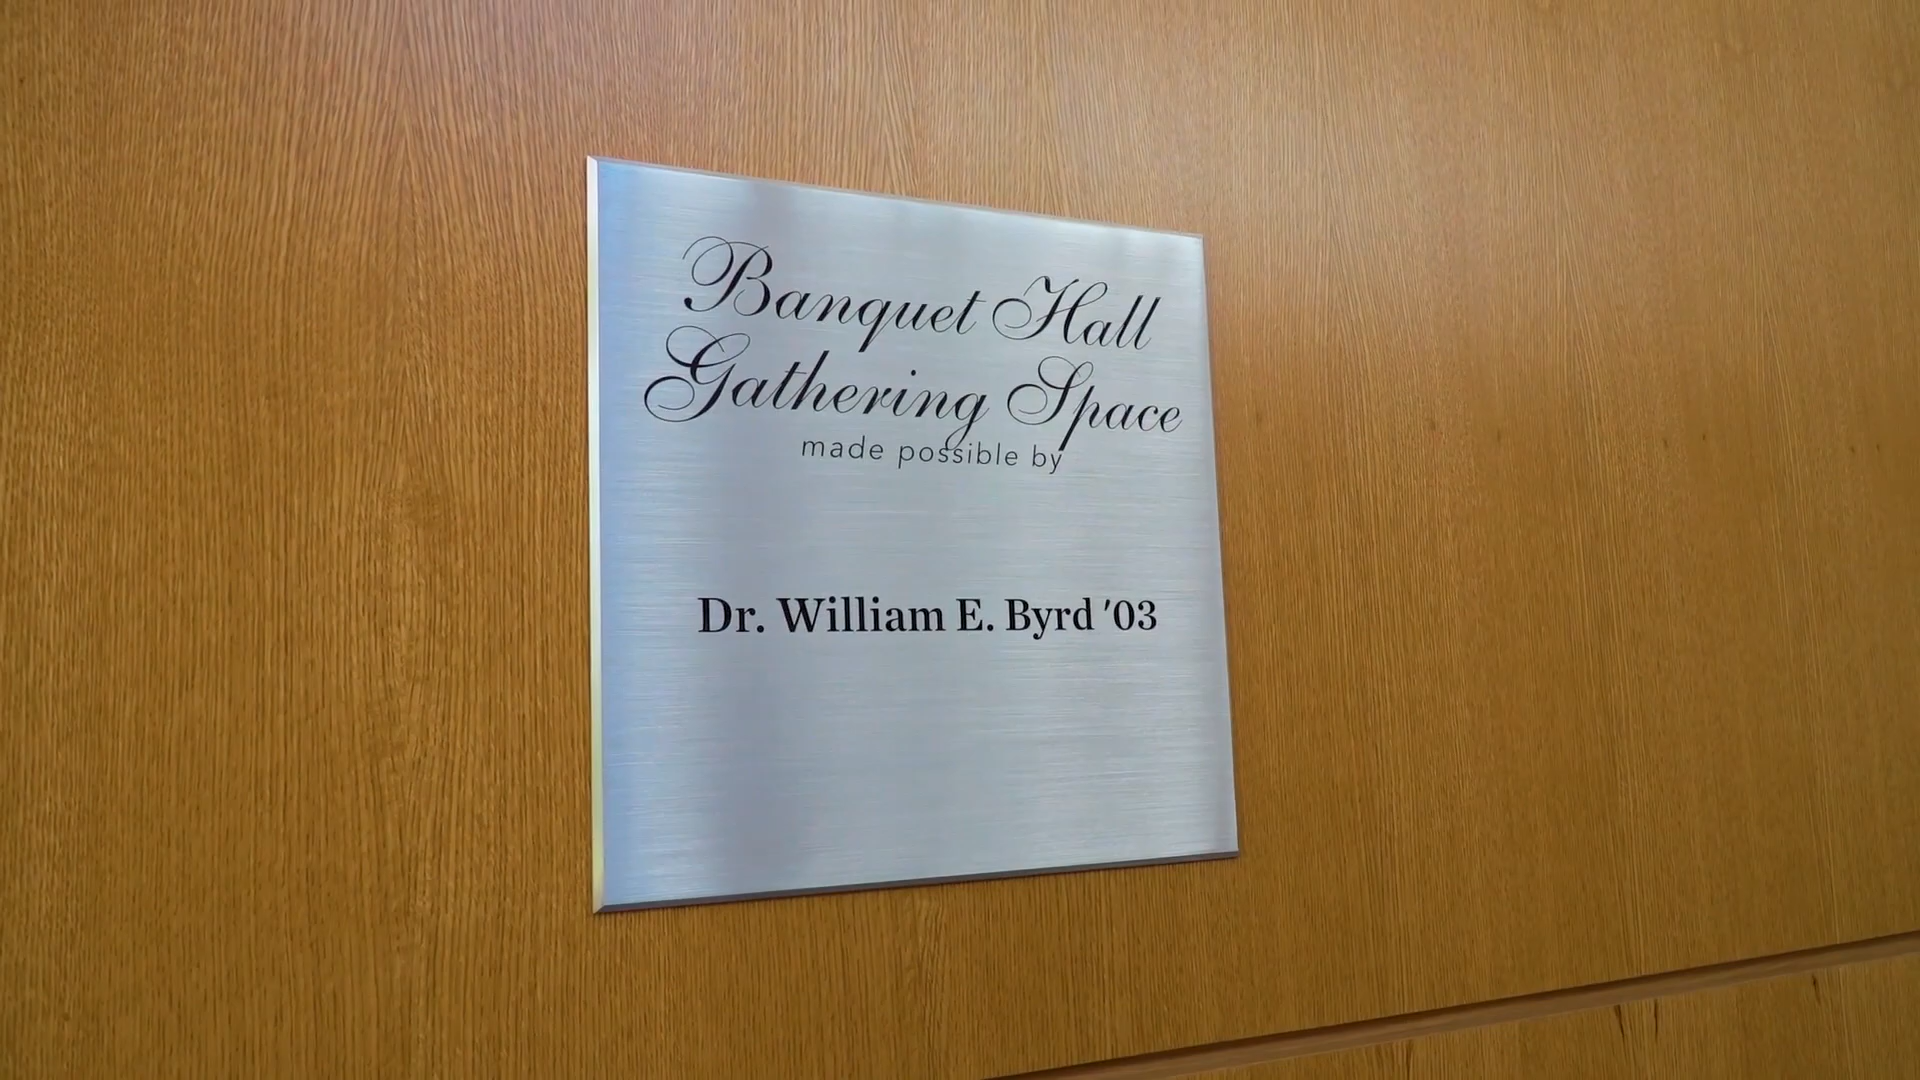 Banquet Hall
Gathering Space
made possible by
Dr. William E. Byrd '03